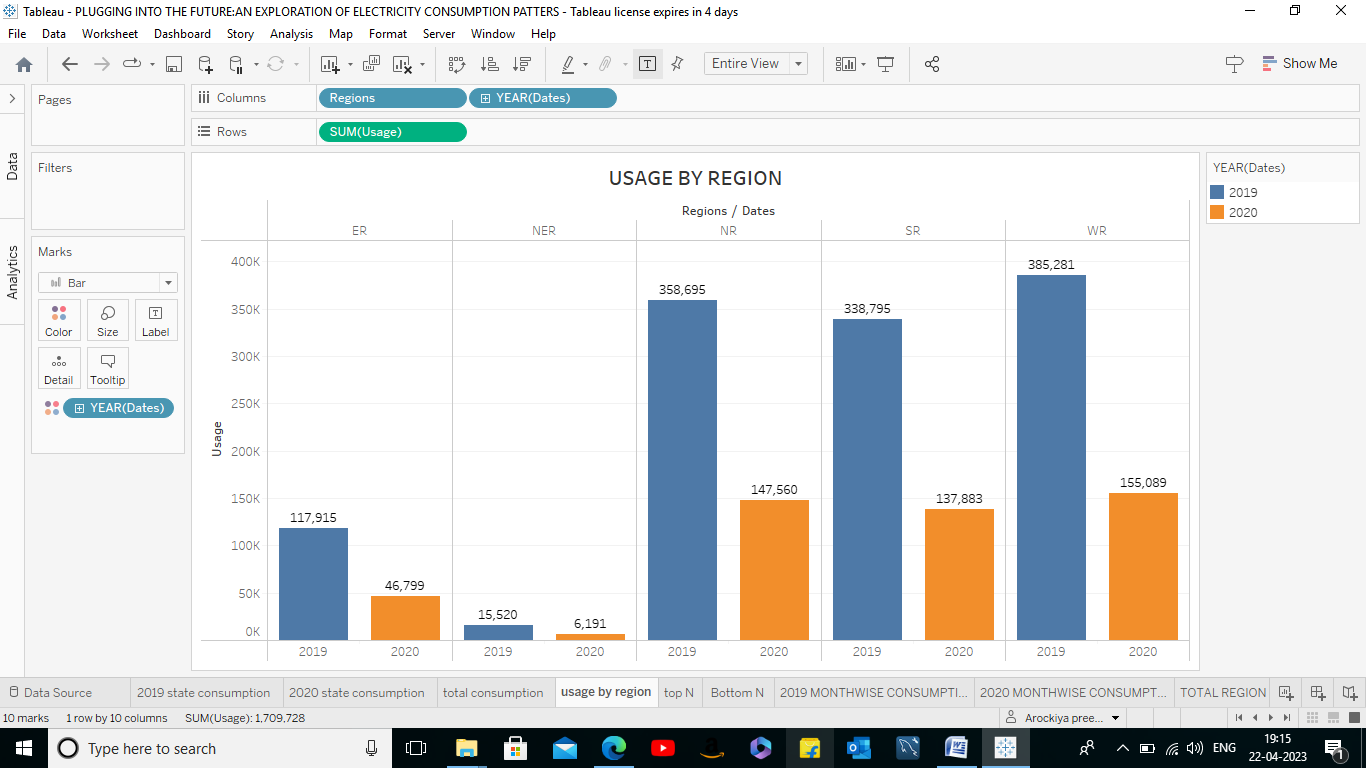 Tableau - PLUGGING INTO THE FUTURE:AN EXPLORATION OF ELECTRICITY CONSUMPTION PATTERS - Tableau license expires in 4 days
File Data Worksheet Dashboard Story Analysis Map Format Server Window Help
Entire View
Show Me
Data
Analytics
Pages
Filters
Marks
Bar
Color Size Label
Detail Tooltip
YEAR(Dates)
Columns Regions YEAR(Dates)
Rows SUM(Usage)
USAGE BY REGION
Regions / Dates
ER NER NR SR WR
Usage
400K
350K
300K
250K
200K
150K
100K
50K
0K
117,915
46,799
15,520
6,191
358,695
147,560
338,795
137,883
385,281
155,089
2019 2020 2019 2020 2019 2020 2019 2020 2019 2020
YEAR(Dates)
2019
2020
Data Source 2019 state consumption 2020 state consumption total consumption usage by region top N Bottom N 2019 MONTHWISE CONSUMPTI... 2020 MONTHWISE CONSUMPT... TOTAL REGION
10 marks 1 row by 10 columns SUM(Usage): 1,709,728 Arockiya pree...
Type here to search
ENG
19:15
22-04-2023
1